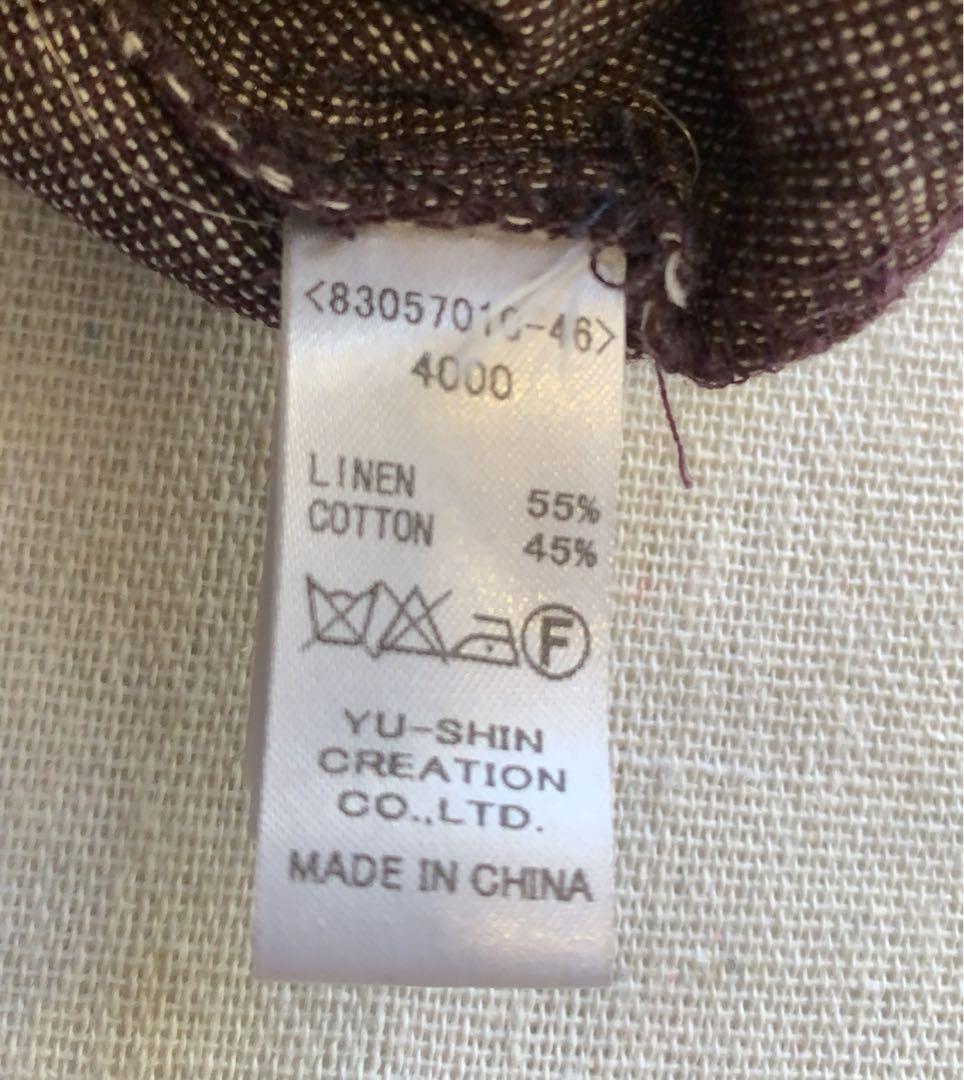 4000
LINEN 55%
COTTON 45%
F
YU-SHIN
CREATION
CO.,LTD.
MADE IN CHINA